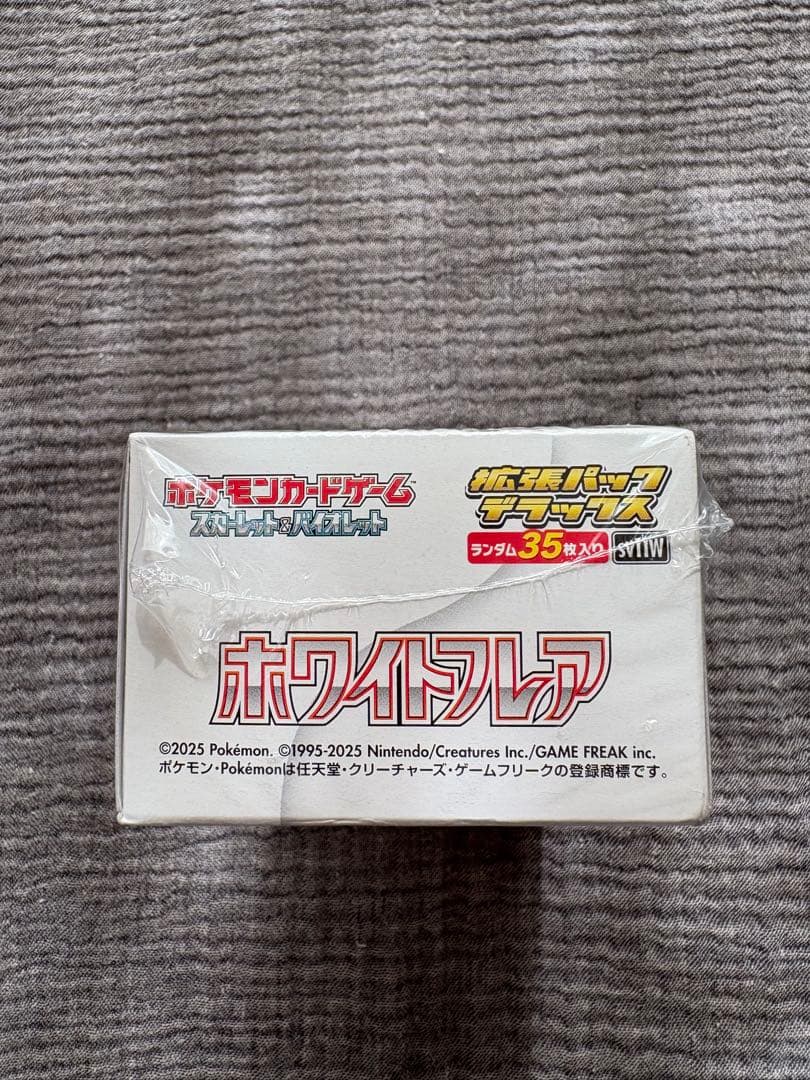 ポケモンカードゲーム™
スカーレット&バイオレット
拡張パック
デラックス
ランダム35枚入り
SV11W
ホワイトフレア
©2025 Pokémon. ©1995-2025 Nintendo/Creatures Inc./GAME FREAK inc.
ポケモン・Pokémonは任天堂・クリーチャーズ・ゲームフリークの登録商標です。